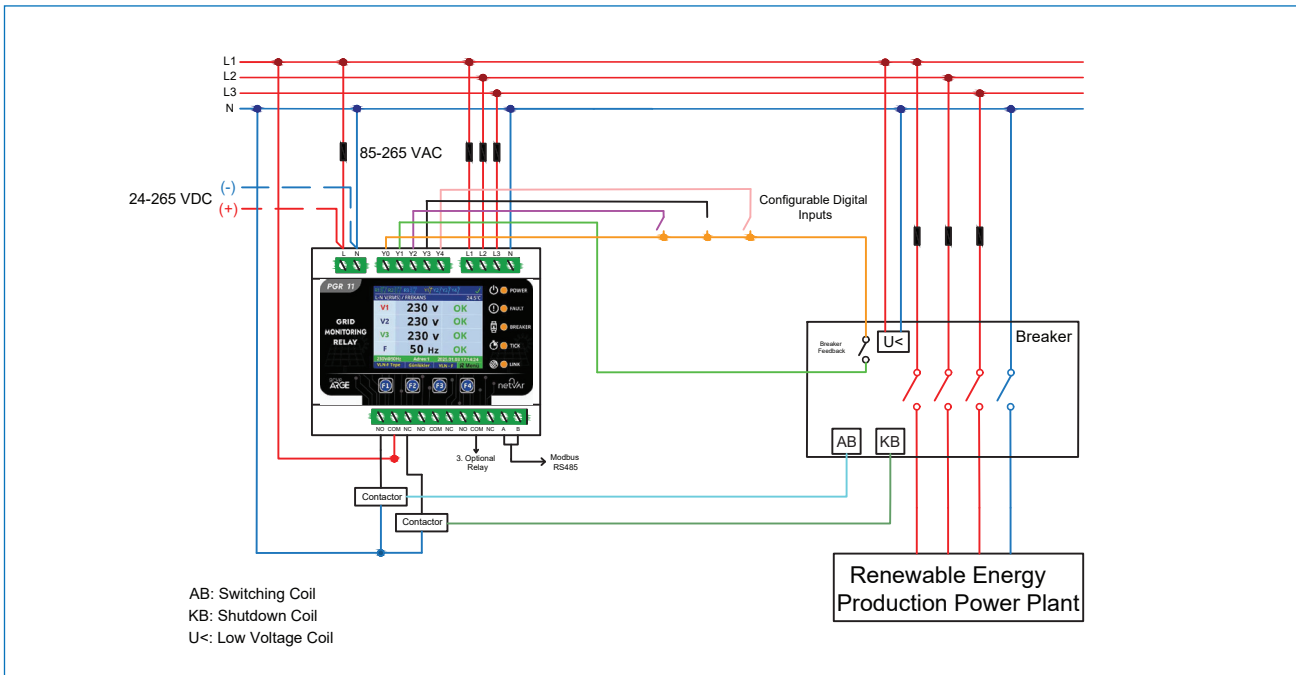 L1
L2
L3
N
85-265 VAC
24-265 VDC
(-)
(+)
Configurable Digital
Inputs
L N Y0 Y1 Y2 Y3 Y4 L1 L2 L3 N
PGR 11
GRID
MONITORING
RELAY
24.5°C
V1 230 v OK
V2 230 v OK
V3 230 v OK
F 50 Hz OK
POWER
FAULT
BREAKER
TICK
LINK
ARGE
F1 F2 F3 F4
netVAr
NO COM NC NO COM NC NO COM NC A B
3. Optional
Relay
Modbus
RS485
Contactor
Contactor
Breaker
Feedback
U<
Breaker
AB
KB
Renewable Energy
Production Power Plant
AB: Switching Coil
KB: Shutdown Coil
U<: Low Voltage Coil